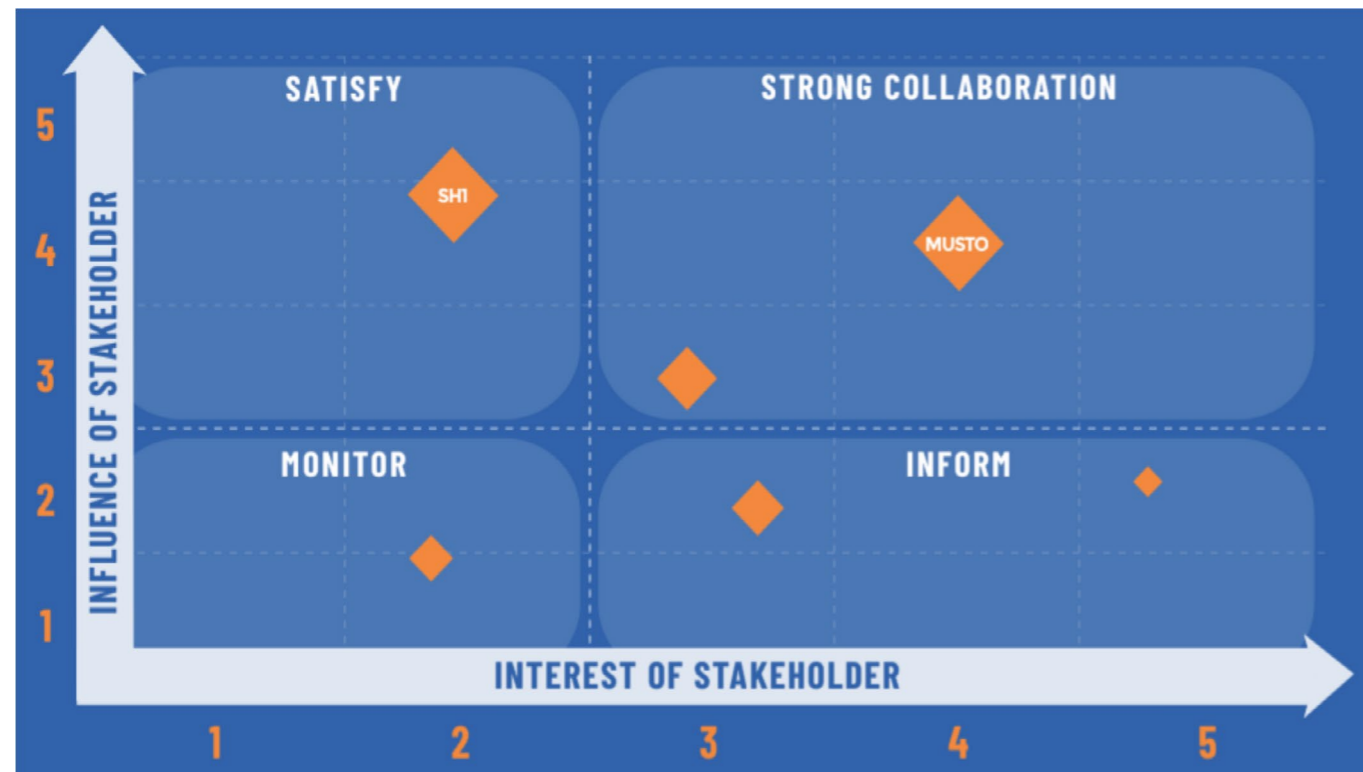 SATISFY
STRONG COLLABORATION
5
SH1
4
MUSTO
3
INFLUENCE OF STAKEHOLDER
MONITOR
INFORM
2
1
INTEREST OF STAKEHOLDER
1 2 3 4 5